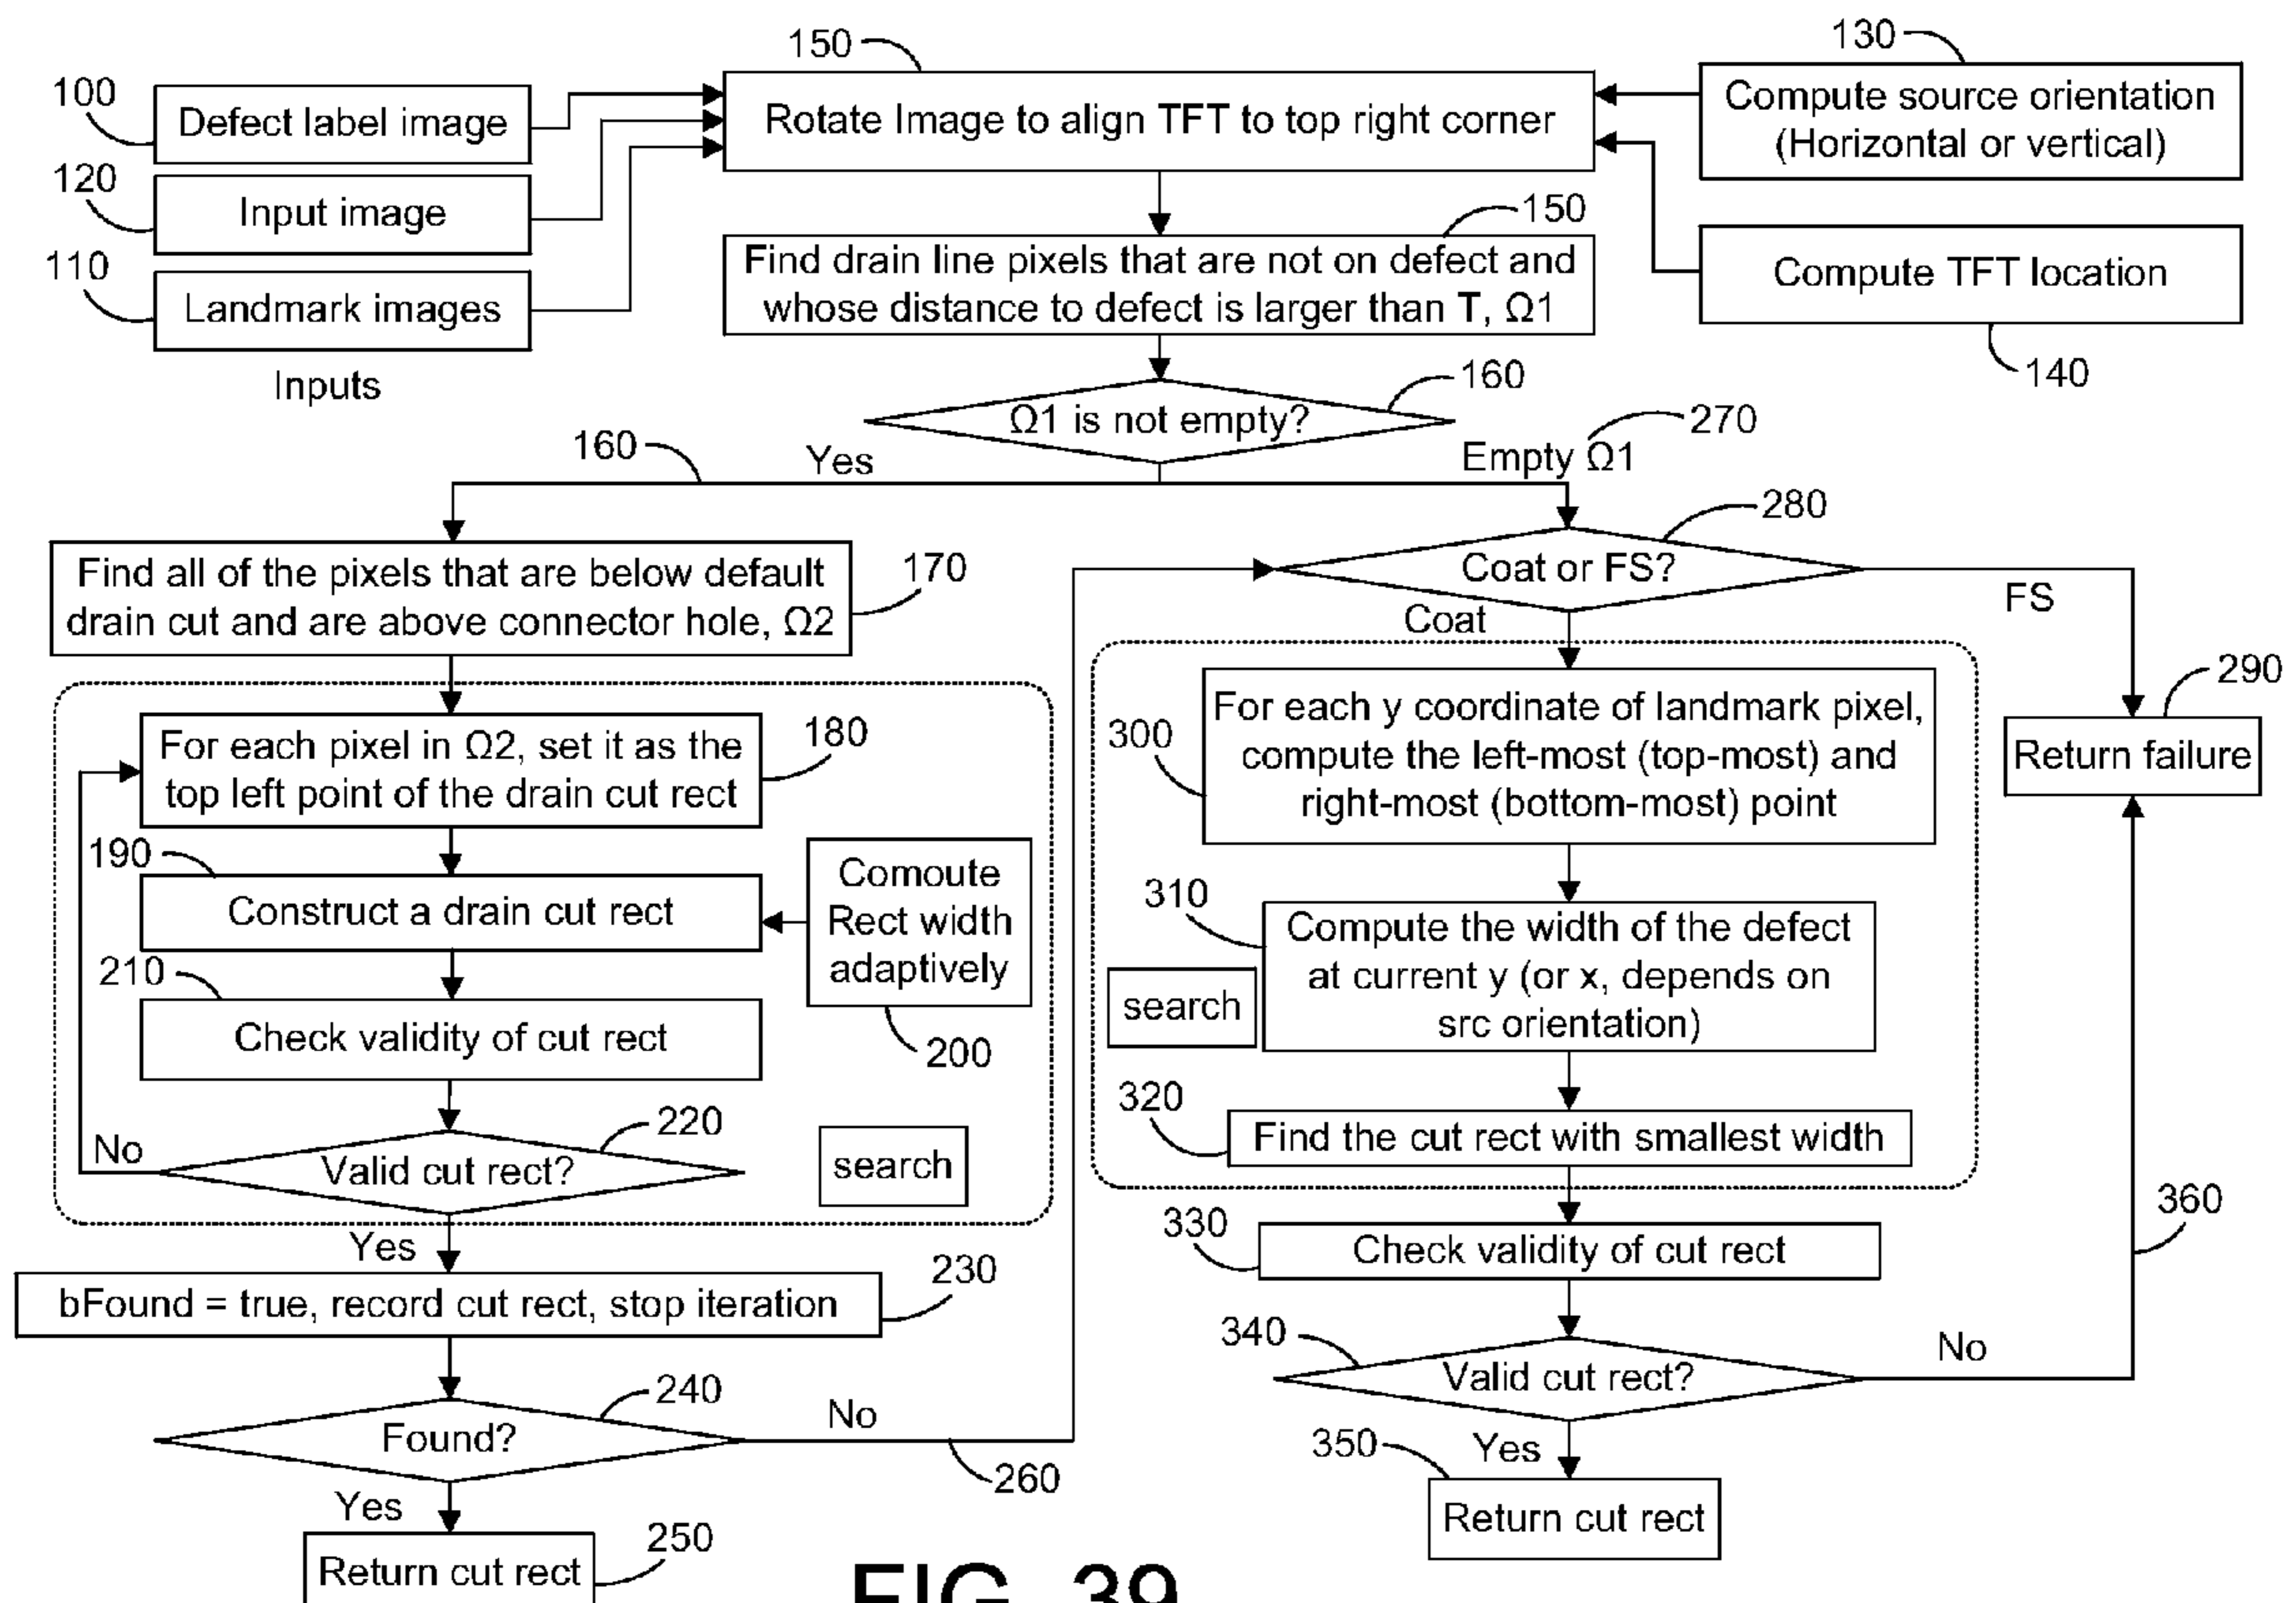 150
130
100
Defect label image
Rotate Image to align TFT to top right corner
Compute source orientation
(Horizontal or vertical)
120
Input image
150
110
Landmark images
Find drain line pixels that are not on defect and
whose distance to defect is larger than T, Ω1
Compute TFT location
140
Inputs
160
Ω1 is not empty?
270
Empty Ω1
160
Yes
280
Coat or FS?
FS
Coat
Find all of the pixels that are below default
drain cut and are above connector hole, Ω2
170
290
Return failure
For each pixel in Ω2, set it as the
top left point of the drain cut rect
180
300
For each y coordinate of landmark pixel,
compute the left-most (top-most) and
right-most (bottom-most) point
190
Construct a drain cut rect
Comoute
Rect width
adaptively
200
310
Compute the width of the defect
at current y (or x, depends on
src orientation)
search
210
Check validity of cut rect
320
Find the cut rect with smallest width
220
No
Valid cut rect?
search
Yes
330
Check validity of cut rect
360
230
bFound = true, record cut rect, stop iteration
340
Valid cut rect?
No
240
Found?
No
260
350
Yes
Return cut rect
Yes
250
Return cut rect
FIG. 39